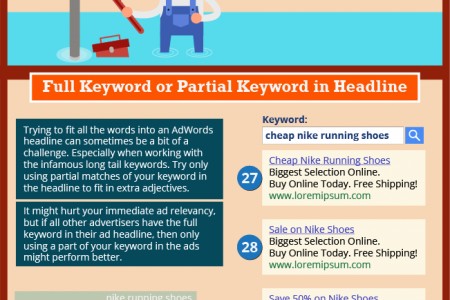 Full Keyword or Partial Keyword in Headline
Trying to fit all the words into an AdWords
headline can sometimes be a bit of a
challenge. Especially when working with
the infamous long tail keywords. Try only
using partial matches of your keyword in
the headline to fit in extra adjectives.
It might hurt your immediate ad relevancy,
but if all other advertisers have the full
keyword in their ad headline, then only
using a part of your keyword in the ads
might perform better.
nike running shoes
Keyword:
cheap nike running shoes
27
Cheap Nike Running Shoes
Biggest Selection Online.
Buy Online Today. Free Shipping!
www.loremipsum.com
28
Sale on Nike Shoes
Biggest Selection Online.
Buy Online Today. Free Shipping!
www.loremipsum.com
Save 50% on Nike Shoes